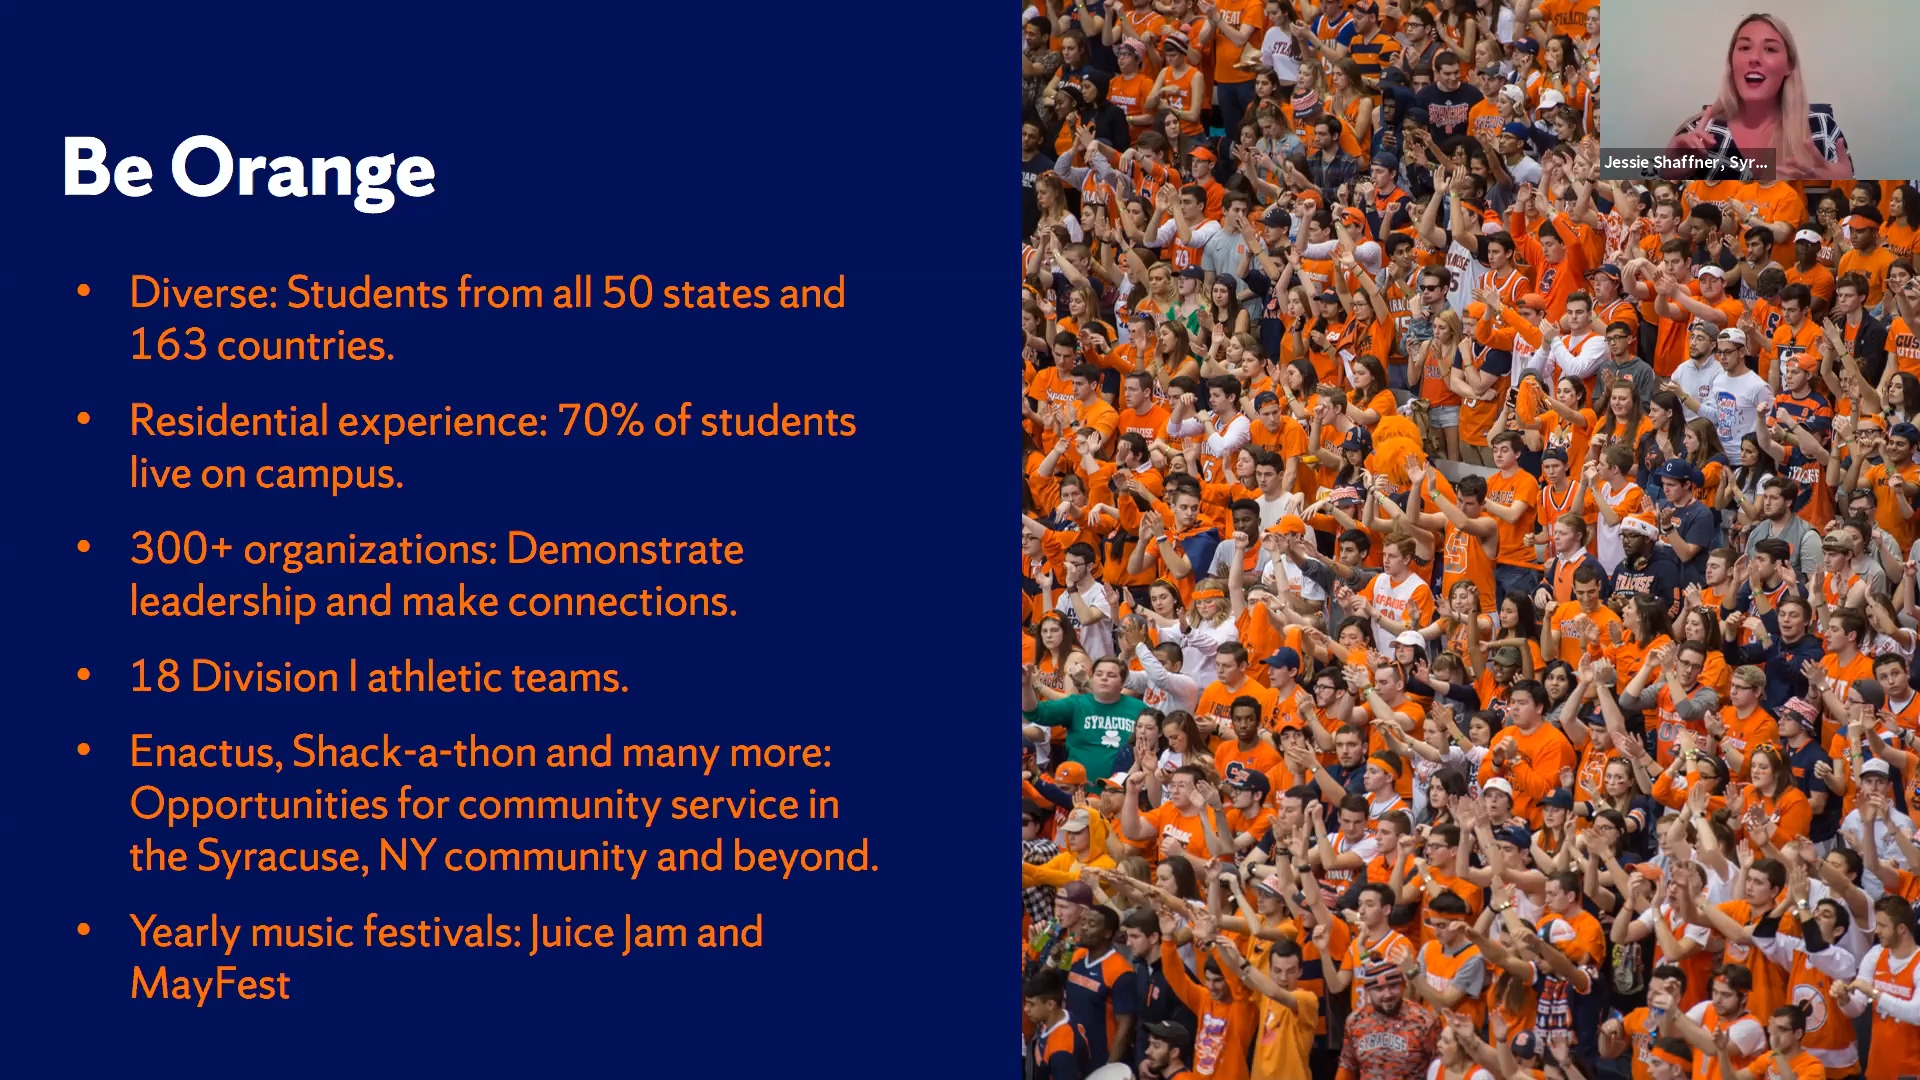 Be Orange
• Diverse: Students from all 50 states and
163 countries.
• Residential experience: 70% of students
live on campus.
• 300+ organizations: Demonstrate
leadership and make connections.
• 18 Division I athletic teams.
• Enactus, Shack-a-thon and many more:
Opportunities for community service in
the Syracuse, NY community and beyond.
• Yearly music festivals: Juice Jam and
MayFest
Jessie Shaffner, Syr...
SYRACUSE
SYRACUSE